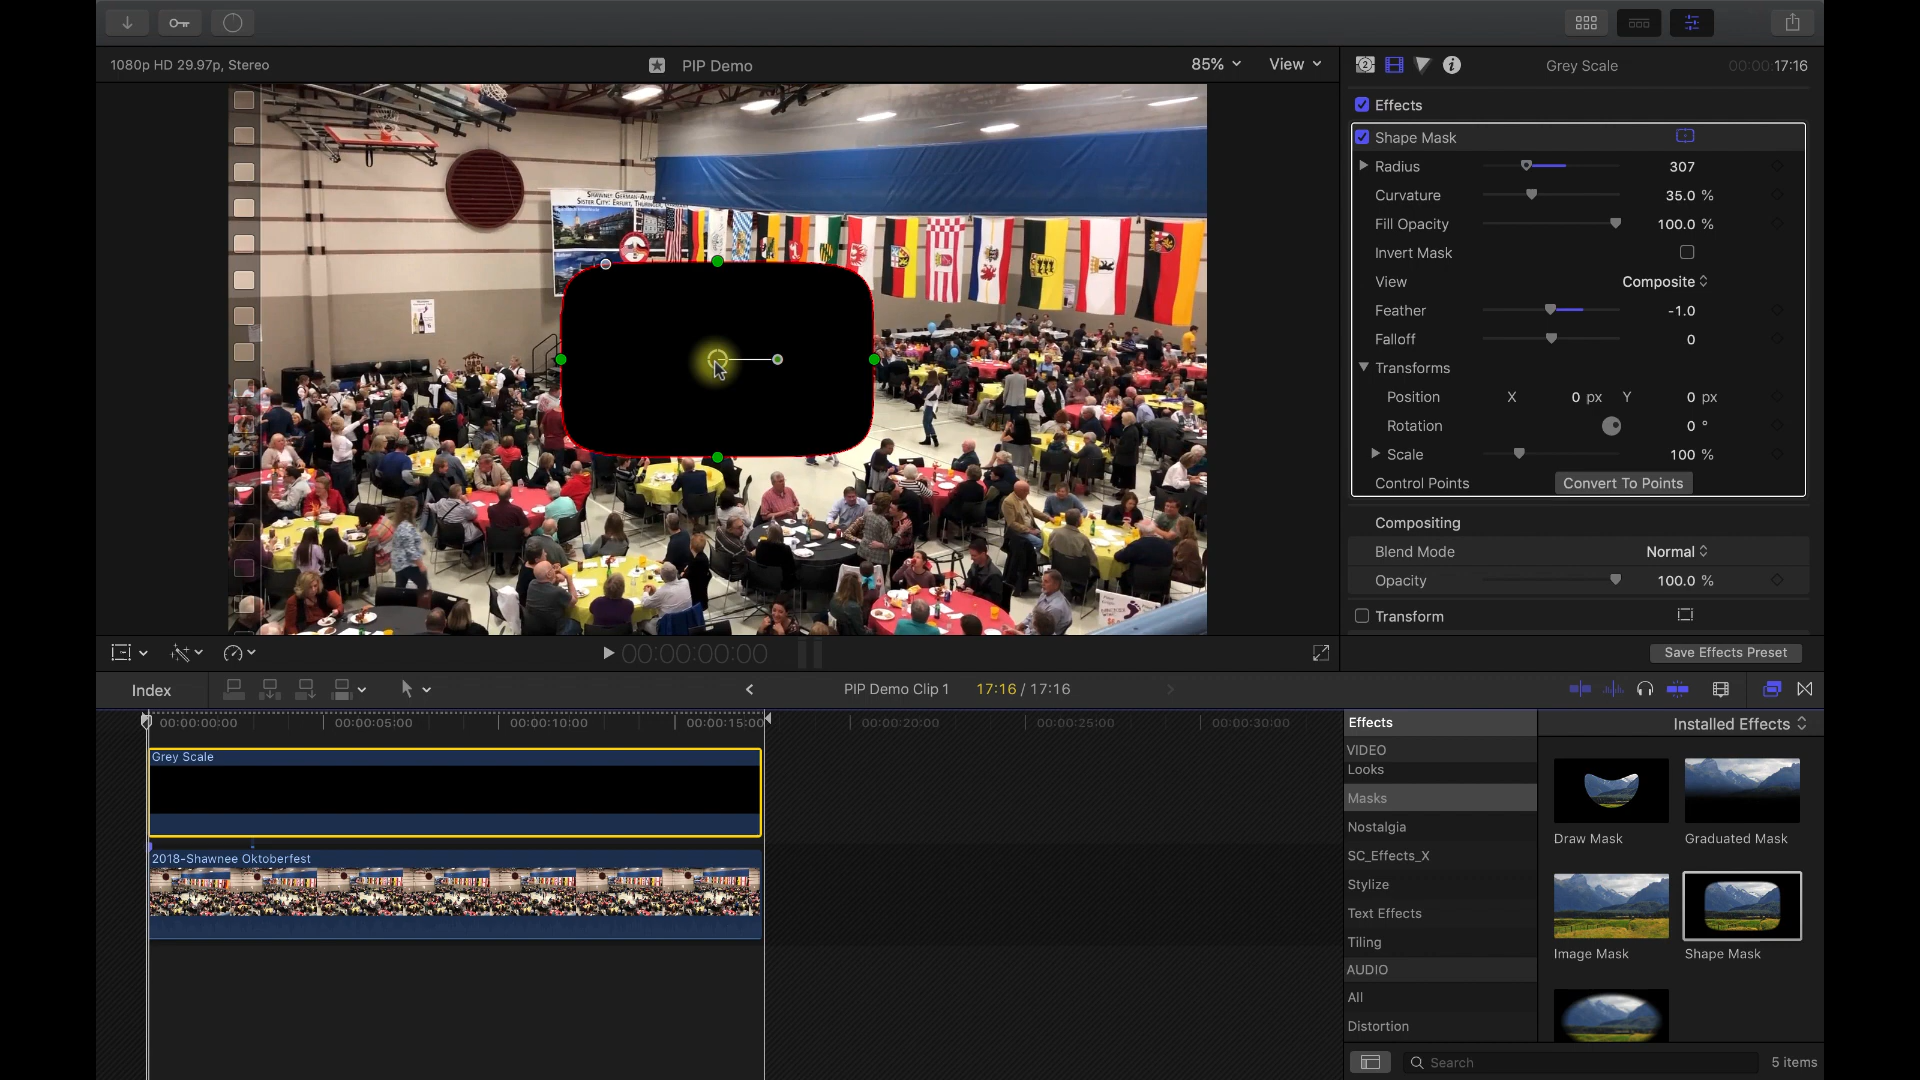 1080p HD 29.97p, Stereo
PIP Demo
85%
View
Grey Scale
00:00:17:16
Effects
Shape Mask
Radius 307
Curvature 35.0 %
Fill Opacity 100.0 %
Invert Mask
View Composite
Feather -1.0
Falloff 0
Transforms
Position X 0 px Y 0 px
Rotation 0 °
Scale 100 %
Control Points Convert To Points
Compositing
Blend Mode Normal
Opacity 100.0 %
Transform
Save Effects Preset
00:00:00:00
Index
PIP Demo Clip 1 17:16 / 17:16
00:00:00:00 00:00:05:00 00:00:10:00 00:00:15:00 00:00:20:00 00:00:25:00 00:00:30:00
Grey Scale
2018-Shawnee Oktoberfest
Effects
Installed Effects
VIDEO
Looks
Masks
Nostalgia
SC_Effects_X
Stylize
Text Effects
Tiling
AUDIO
All
Distortion
Draw Mask
Graduated Mask
Image Mask
Shape Mask
Search
5 items